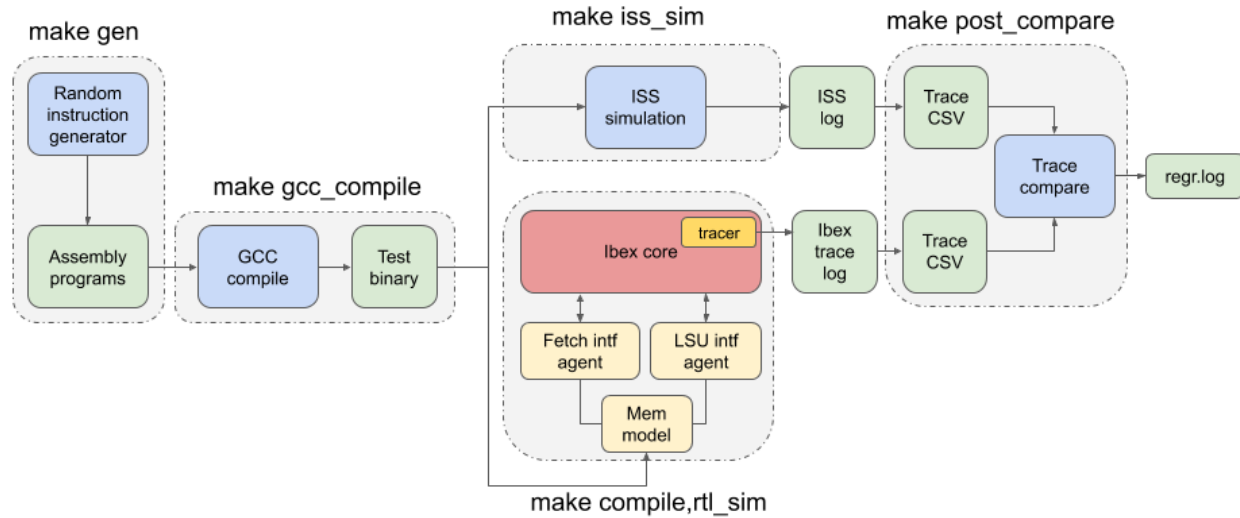 make gen
Random
instruction
generator
Assembly
programs
make gcc_compile
GCC
compile
Test
binary
make iss_sim
ISS
simulation
ISS
log
make post_compare
Trace
CSV
Trace
compare
regr.log
tracer
Ibex core
Ibex
trace
log
Trace
CSV
Fetch intf
agent
LSU intf
agent
Mem
model
make compile,rtl_sim